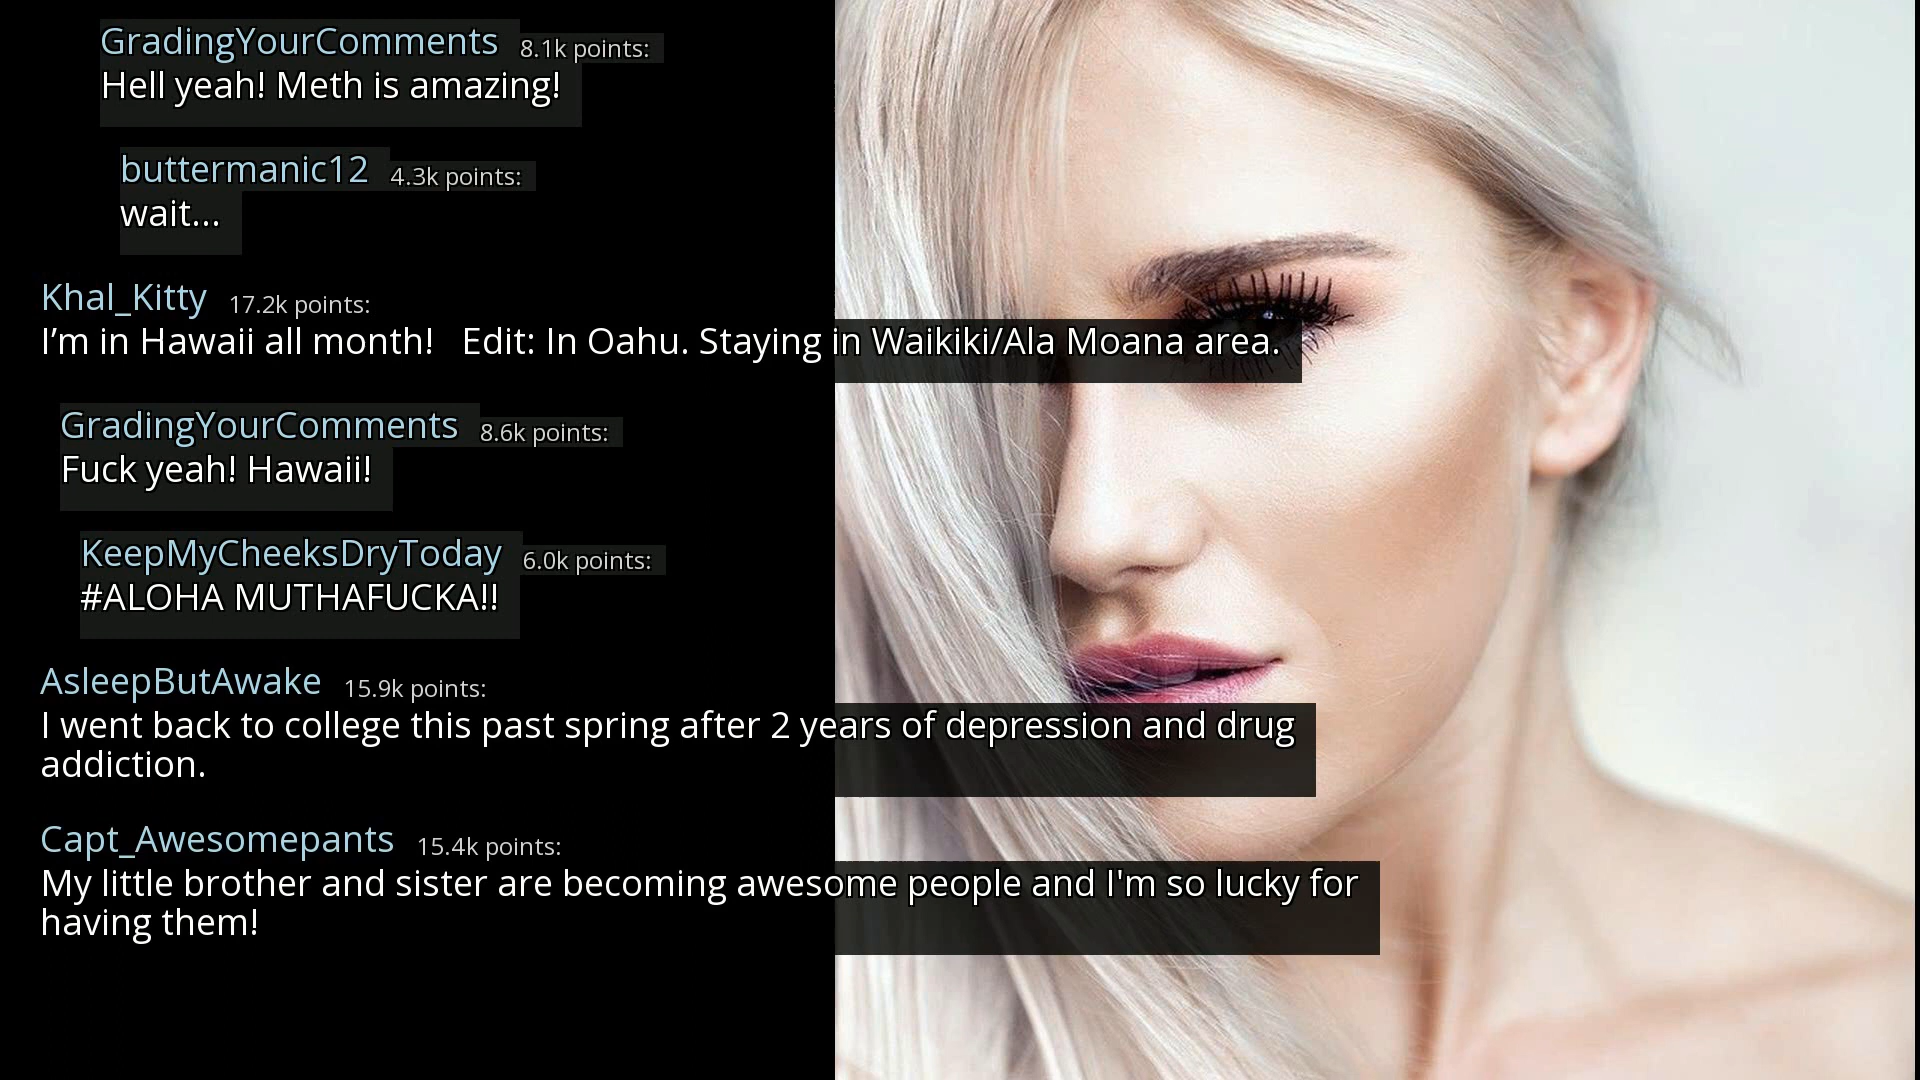 GradingYourComments 8.1k points:
Hell yeah! Meth is amazing!
buttermanic12 4.3k points:
wait...
Khal_Kitty 17.2k points:
I’m in Hawaii all month!   Edit: In Oahu. Staying in Waikiki/Ala Moana area.
GradingYourComments 8.6k points:
Fuck yeah! Hawaii!
KeepMyCheeksDryToday 6.0k points:
#ALOHA MUTHAFUCKA!!
AsleepButAwake 15.9k points:
I went back to college this past spring after 2 years of depression and drug
addiction.
Capt_Awesomepants 15.4k points:
My little brother and sister are becoming awesome people and I'm so lucky for
having them!